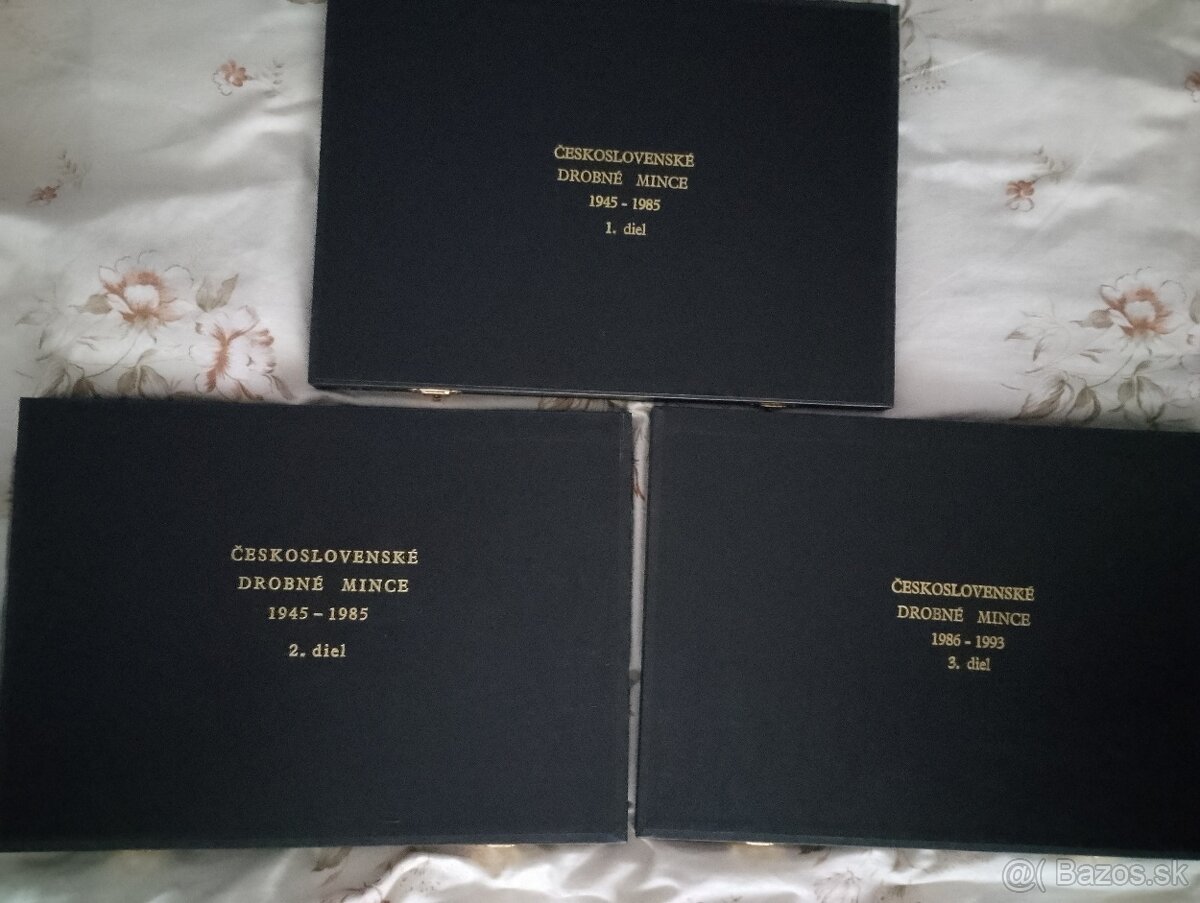 ČESKOSLOVENSKÉ
DROBNÉ MINCE
1945 - 1985
1. diel
ČESKOSLOVENSKÉ
DROBNÉ MINCE
1945 - 1985
2. diel
ČESKOSLOVENSKÉ
DROBNÉ MINCE
1986 - 1993
3. diel
@( Bazos.sk